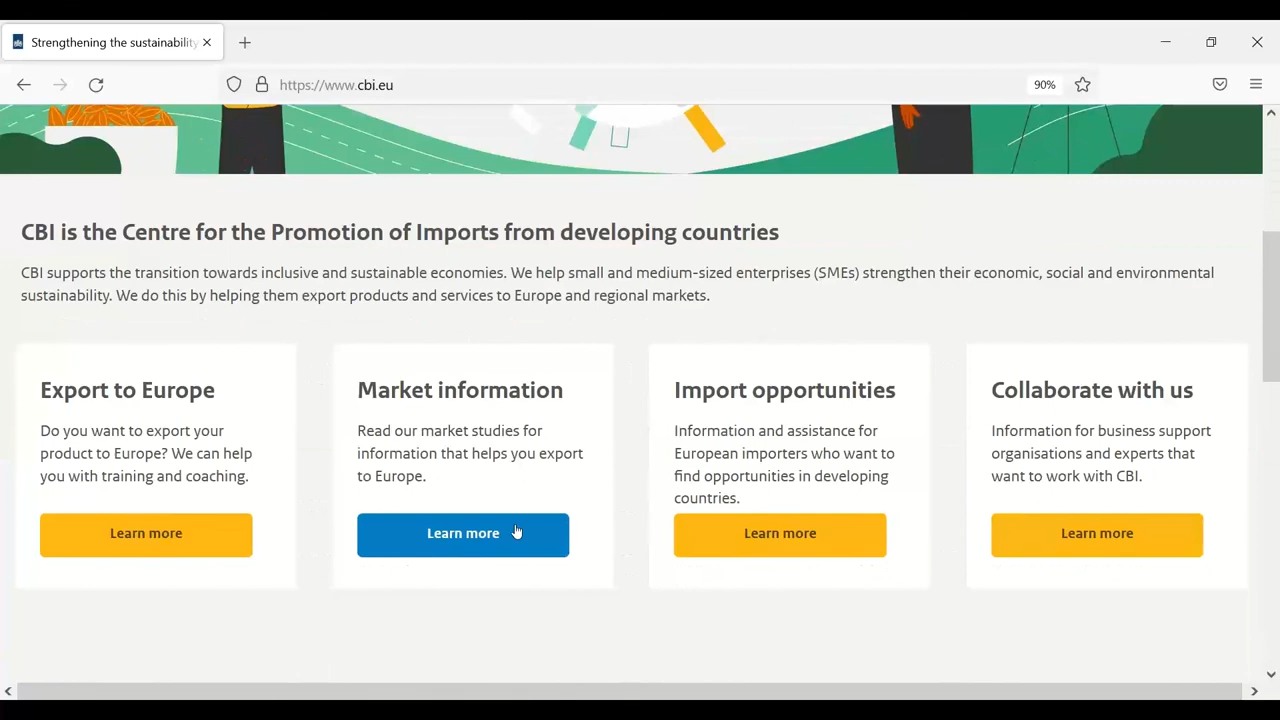 Strengthening the sustainability
https://www.cbi.eu
90%
CBI is the Centre for the Promotion of Imports from developing countries
CBI supports the transition towards inclusive and sustainable economies. We help small and medium-sized enterprises (SMEs) strengthen their economic, social and environmental
sustainability. We do this by helping them export products and services to Europe and regional markets.
Export to Europe
Do you want to export your
product to Europe? We can help
you with training and coaching.
Learn more
Market information
Read our market studies for
information that helps you export
to Europe.
Learn more
Import opportunities
Information and assistance for
European importers who want to
find opportunities in developing
countries.
Learn more
Collaborate with us
Information for business support
organisations and experts that
want to work with CBI.
Learn more